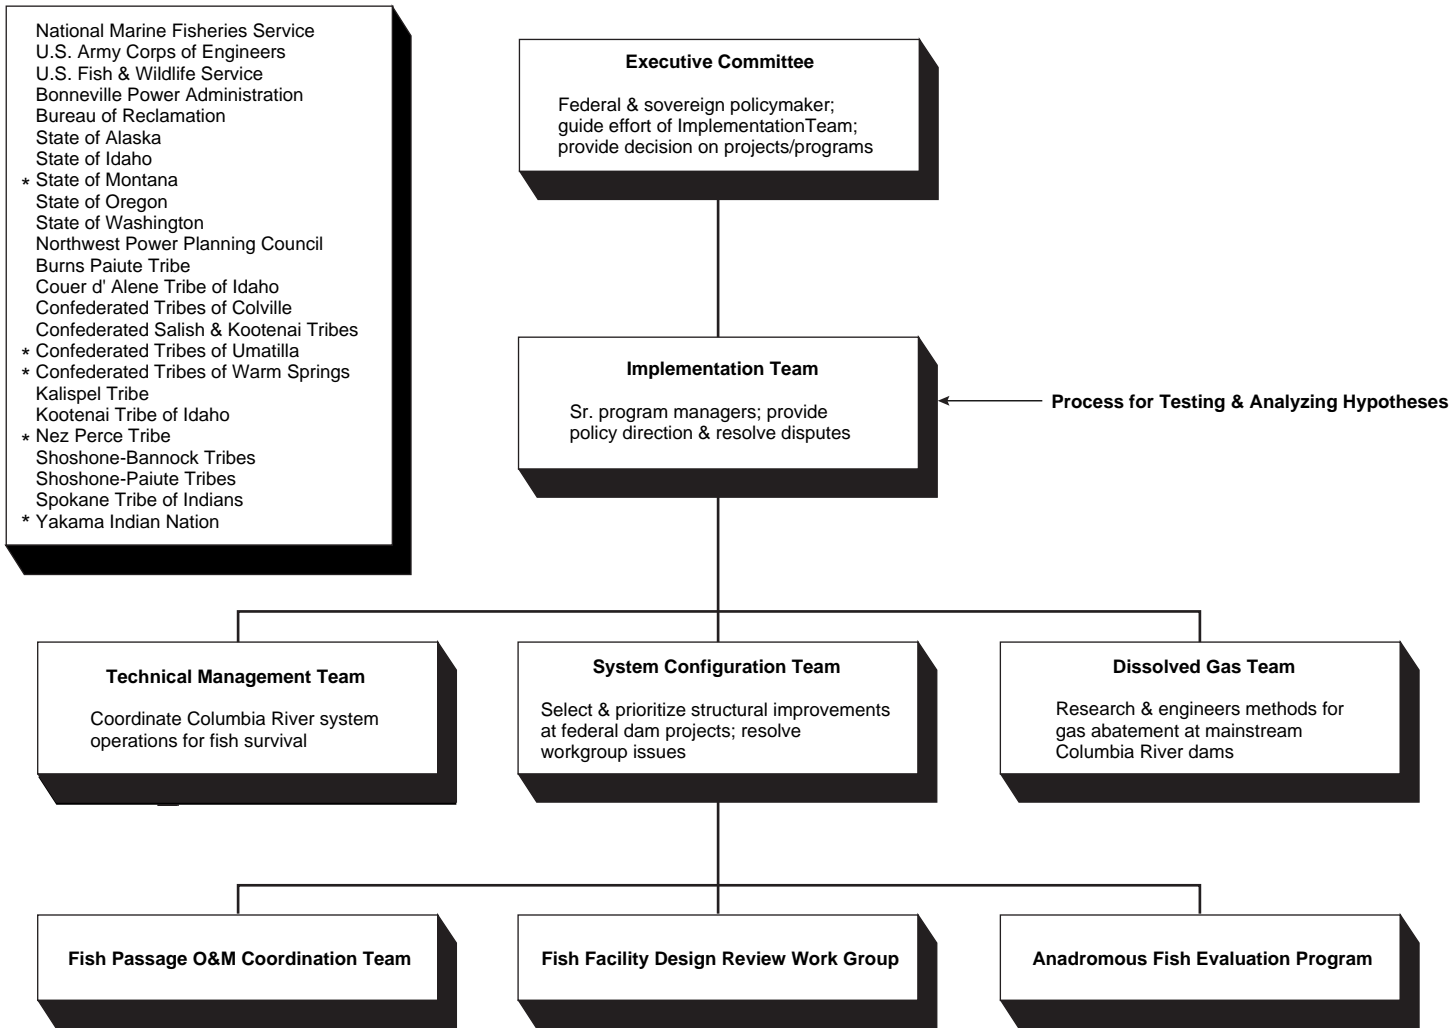 National Marine Fisheries Service
U.S. Army Corps of Engineers
U.S. Fish & Wildlife Service
Bonneville Power Administration
Bureau of Reclamation
State of Alaska
State of Idaho
* State of Montana
State of Oregon
State of Washington
Northwest Power Planning Council
Burns Paiute Tribe
Couer d' Alene Tribe of Idaho
Confederated Tribes of Colville
Confederated Salish & Kootenai Tribes
* Confederated Tribes of Umatilla
* Confederated Tribes of Warm Springs
Kalispel Tribe
Kootenai Tribe of Idaho
* Nez Perce Tribe
Shoshone-Bannock Tribes
Shoshone-Paiute Tribes
Spokane Tribe of Indians
* Yakama Indian Nation
Executive Committee
Federal & sovereign policymaker;
guide effort of ImplementationTeam;
provide decision on projects/programs
Implementation Team
Sr. program managers; provide
policy direction & resolve disputes
Process for Testing & Analyzing Hypotheses
Technical Management Team
Coordinate Columbia River system
operations for fish survival
System Configuration Team
Select & prioritize structural improvements
at federal dam projects; resolve
workgroup issues
Dissolved Gas Team
Research & engineers methods for
gas abatement at mainstream
Columbia River dams
Fish Passage O&M Coordination Team
Fish Facility Design Review Work Group
Anadromous Fish Evaluation Program